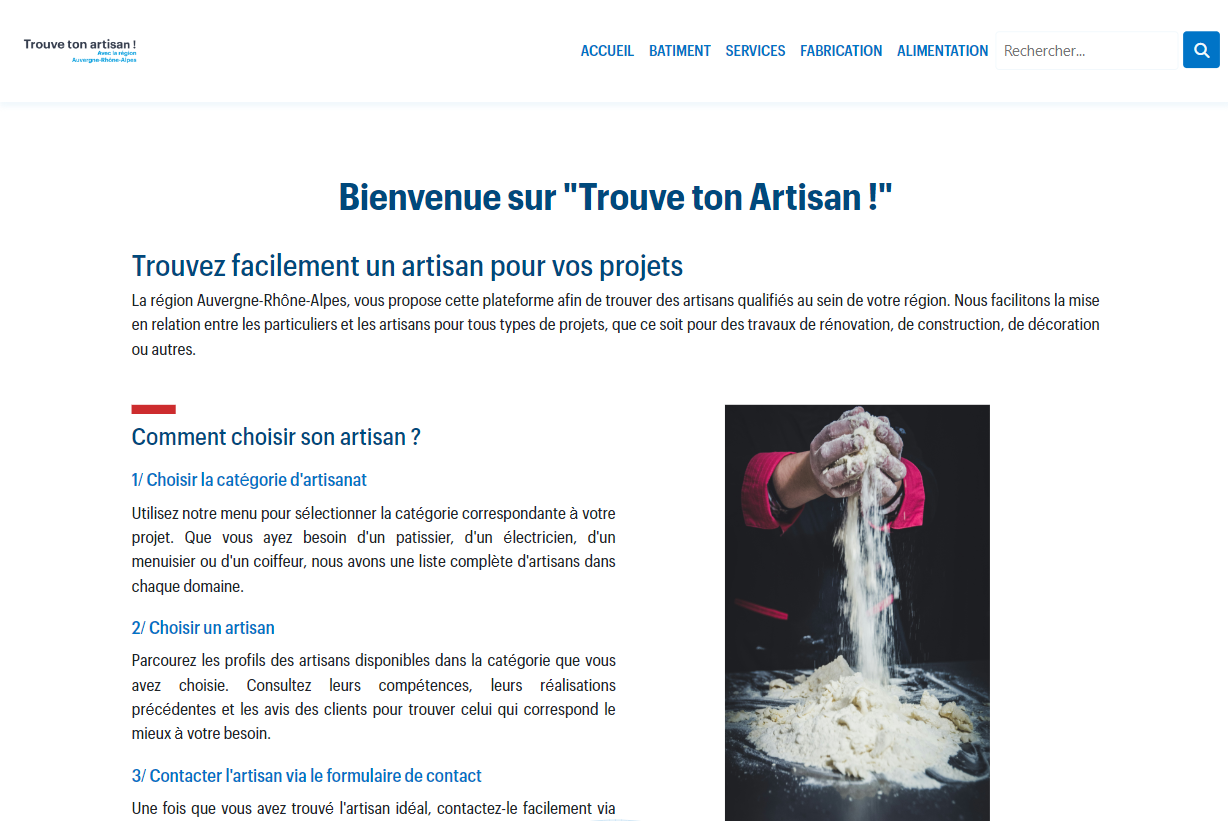 Trouve ton artisan !
Avec la région
Auvergne-Rhône-Alpes
ACCUEIL BATIMENT SERVICES FABRICATION ALIMENTATION Rechercher...
Bienvenue sur "Trouve ton Artisan !"
Trouvez facilement un artisan pour vos projets
La région Auvergne-Rhône-Alpes, vous propose cette plateforme afin de trouver des artisans qualifiés au sein de votre région. Nous facilitons la mise
en relation entre les particuliers et les artisans pour tous types de projets, que ce soit pour des travaux de rénovation, de construction, de décoration
ou autres.
Comment choisir son artisan ?
1/ Choisir la catégorie d'artisanat
Utilisez notre menu pour sélectionner la catégorie correspondante à votre
projet. Que vous ayez besoin d'un patissier, d'un électricien, d'un
menuisier ou d'un coiffeur, nous avons une liste complète d'artisans dans
chaque domaine.
2/ Choisir un artisan
Parcourez les profils des artisans disponibles dans la catégorie que vous
avez choisie. Consultez leurs compétences, leurs réalisations
précédentes et les avis des clients pour trouver celui qui correspond le
mieux à votre besoin.
3/ Contacter l'artisan via le formulaire de contact
Une fois que vous avez trouvé l'artisan idéal, contactez-le facilement via